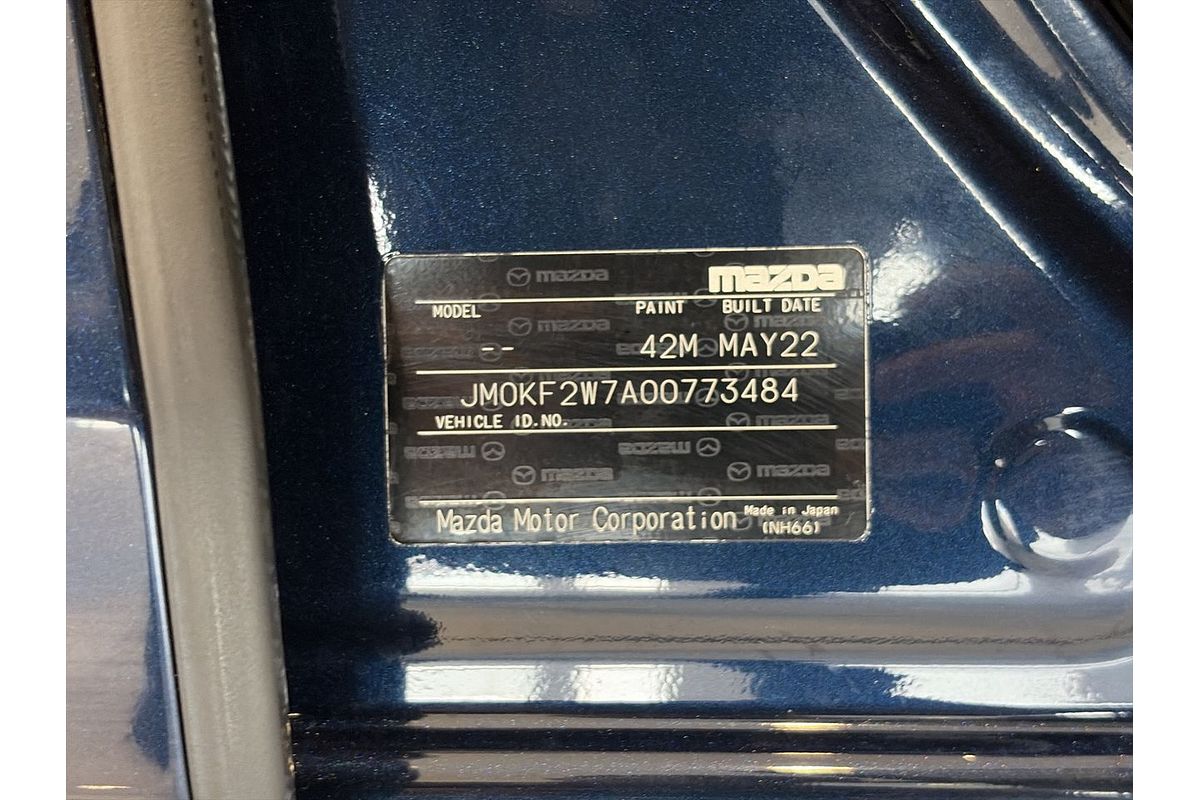 mazda
MODEL PAINT BUILT DATE
-- 42M MAY22
JM0KF2W7A00773484
VEHICLE ID.NO.
Mazda Motor Corporation Made in Japan
(NH66)